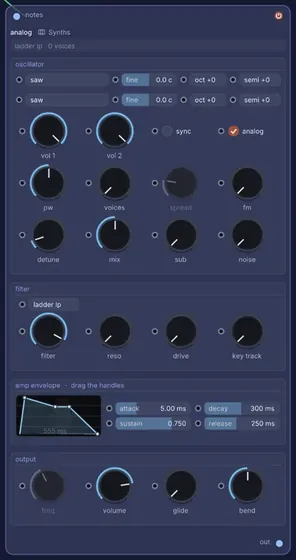 notes
analog Synths
ladder lp 0 voices
oscillator
saw fine 0.0 c oct +0 semi +0
saw fine 0.0 c oct +0 semi +0
vol 1 vol 2 sync analog
pw voices spread fm
detune mix sub noise
filter
ladder lp
filter reso drive key track
amp envelope - drag the handles
attack 5.00 ms decay 300 ms
sustain 0.750 release 250 ms
555 ms
output
freq volume glide bend
out